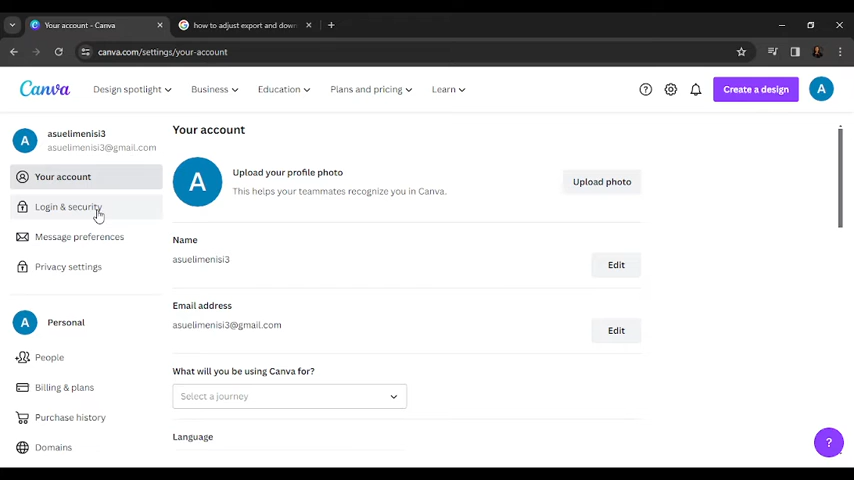 Your account - Canva
how to adjust export and down
canva.com/settings/your-account
Canva
Design spotlight
Business
Education
Plans and pricing
Learn
Create a design
A
A
asuelimenisi3
asuelimenisi3@gmail.com
Your account
Login & security
Message preferences
Privacy settings
A
Personal
People
Billing & plans
Purchase history
Domains
Your account
A
Upload your profile photo
This helps your teammates recognize you in Canva.
Upload photo
Name
asuelimenisi3
Edit
Email address
asuelimenisi3@gmail.com
Edit
What will you be using Canva for?
Select a journey
Language
?